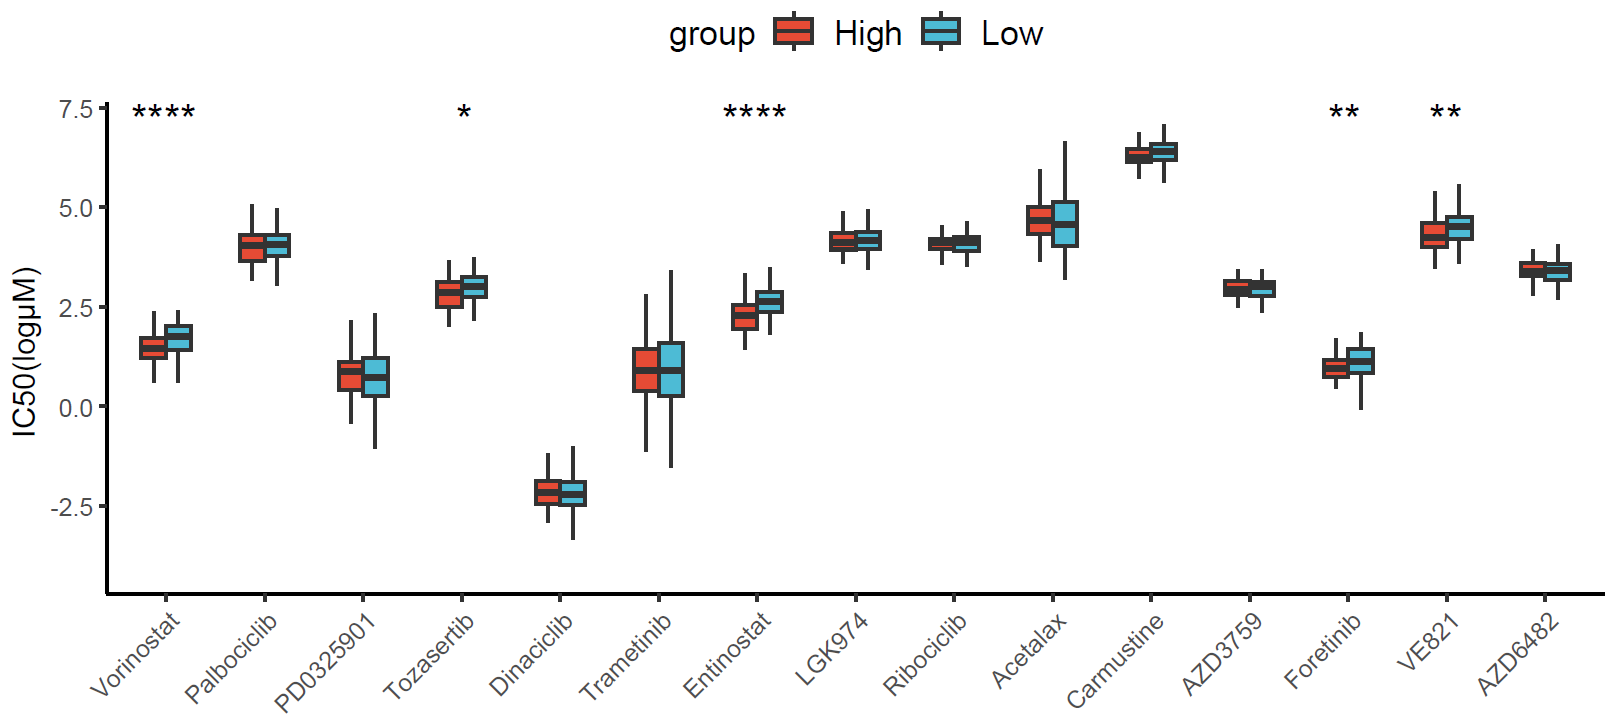 group High Low
7.5
5.0
2.5
0.0
-2.5
IC50(logμM)
**** * **** ** **
Vorinostat
Palbociclib
PD0325901
Tozasertib
Dinaciclib
Trametinib
Entinostat
LGK974
Ribociclib
Acetalax
Carmustine
AZD3759
Foretinib
VE821
AZD6482